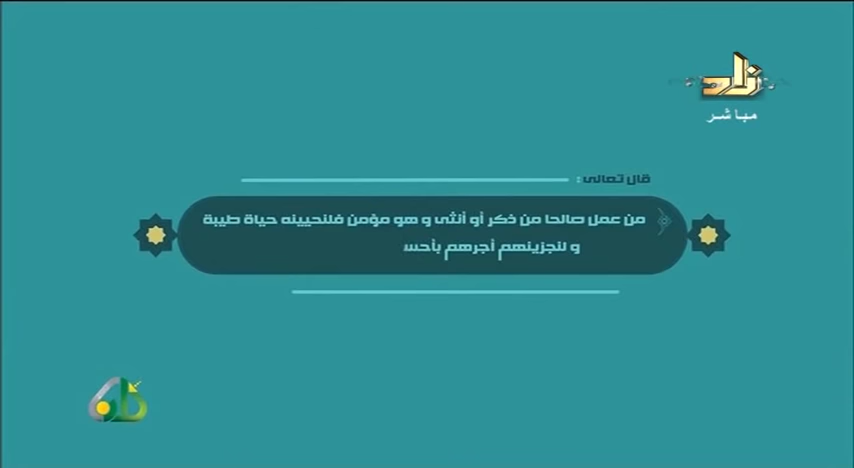 زاد
مباشر
قال تعالى :
من عمل صالحا من ذكر أو أنثى و هو مؤمن فلنحيينه حياة طيبة
و لنجزينهم أجرهم بأحس